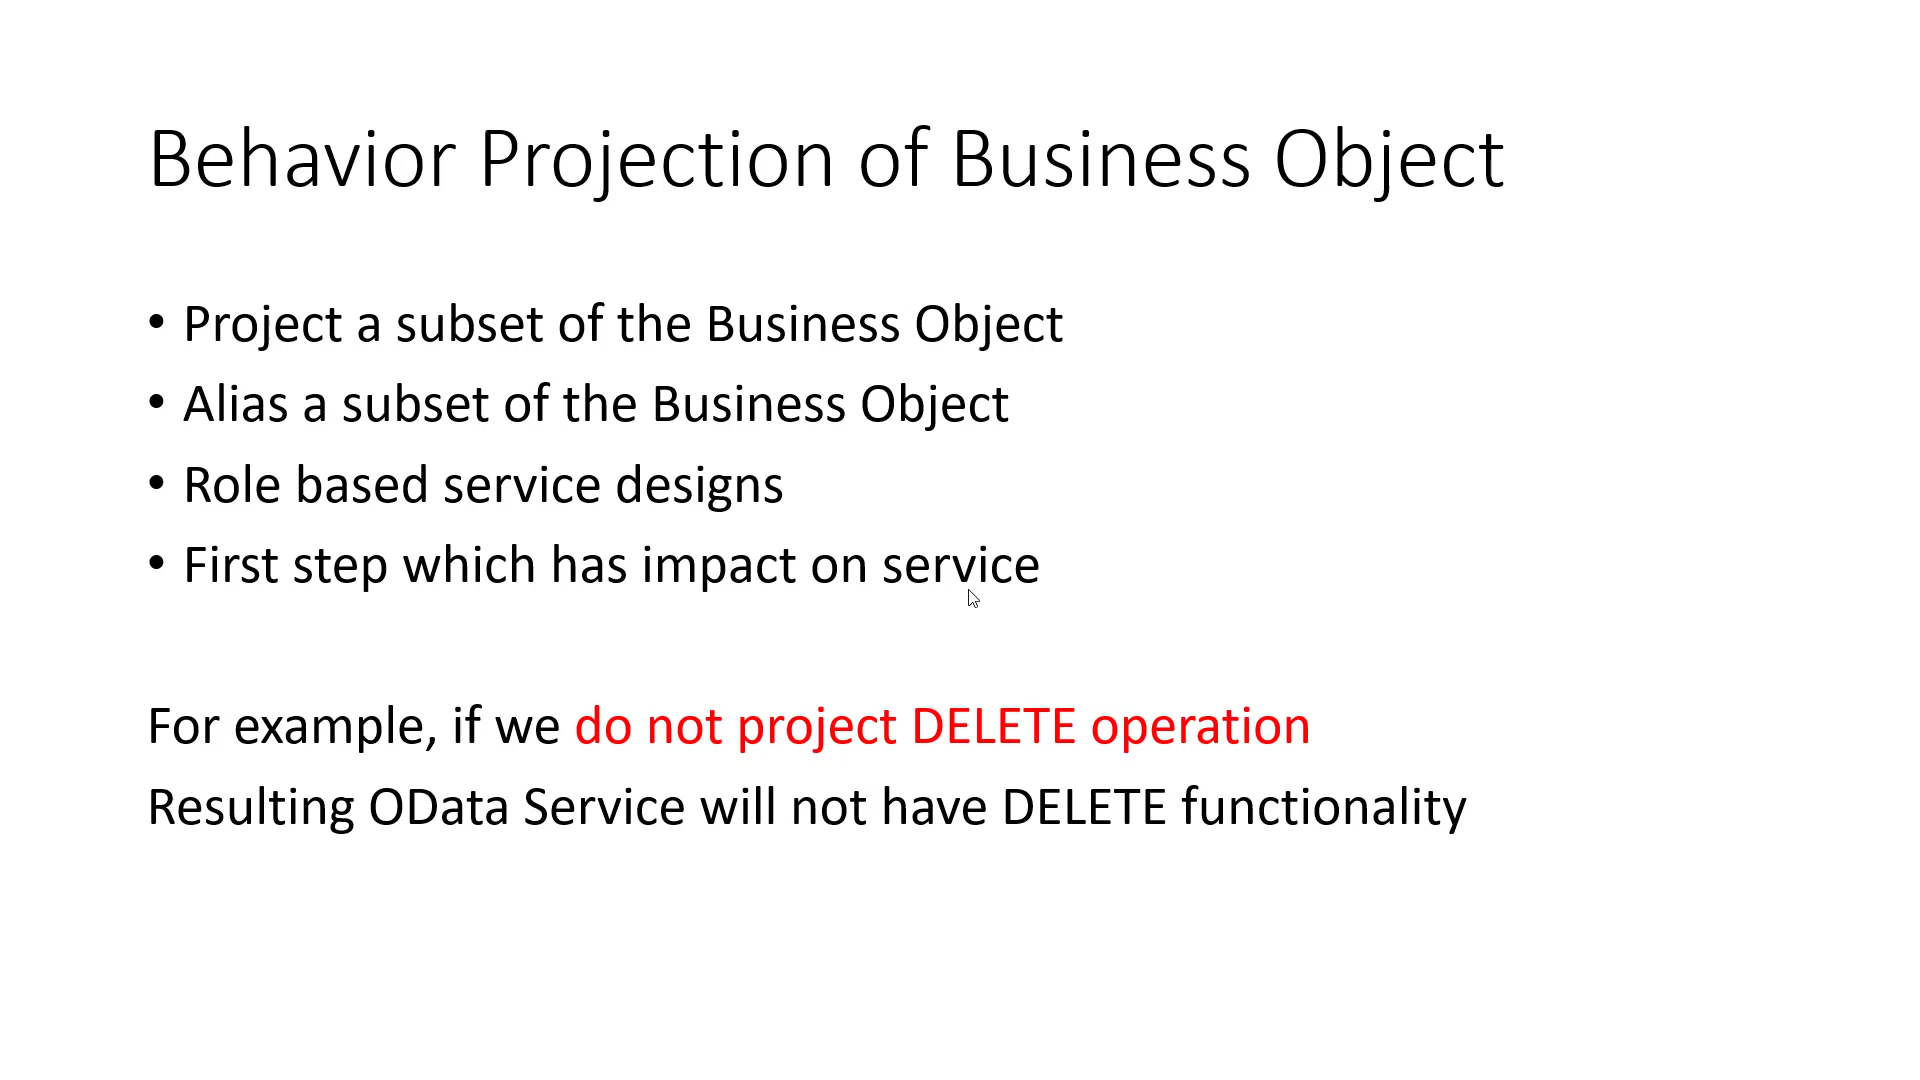 Behavior Projection of Business Object
• Project a subset of the Business Object
• Alias a subset of the Business Object
• Role based service designs
• First step which has impact on service
For example, if we do not project DELETE operation
Resulting OData Service will not have DELETE functionality